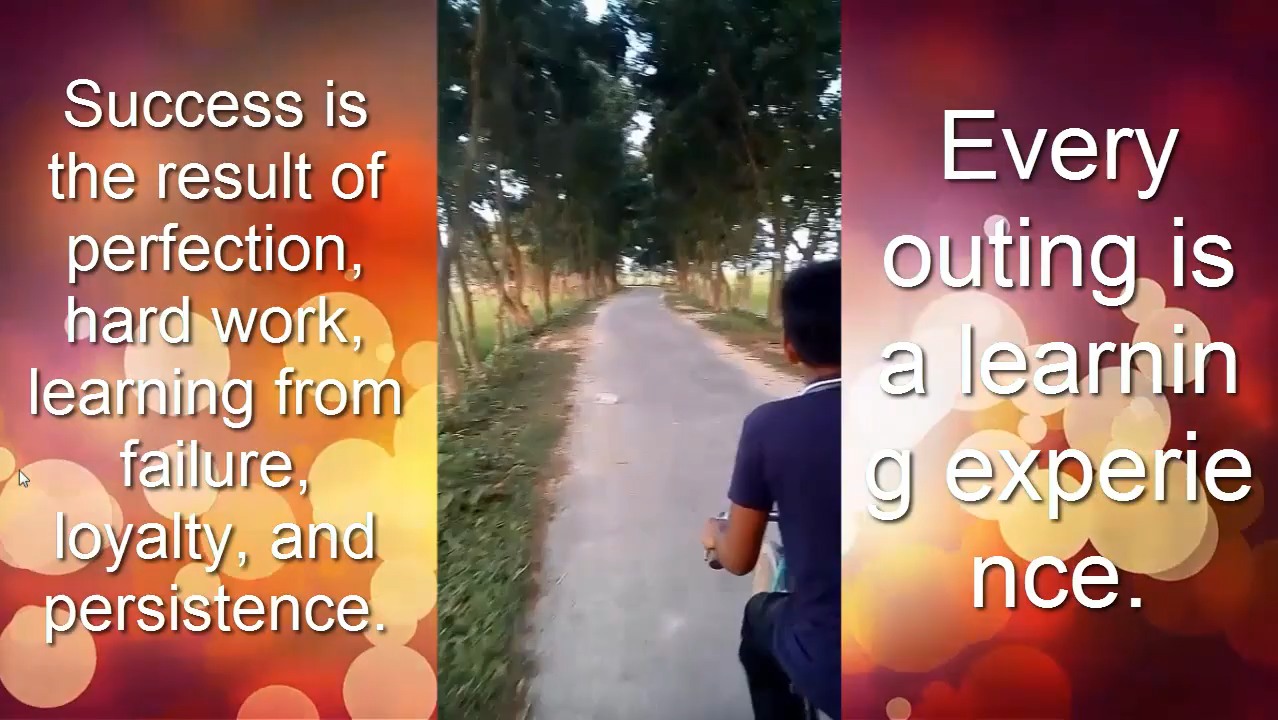 Success is
the result of
perfection,
hard work,
learning from
failure,
loyalty, and
persistence.
Every
outing is
a learnin
g experie
nce.